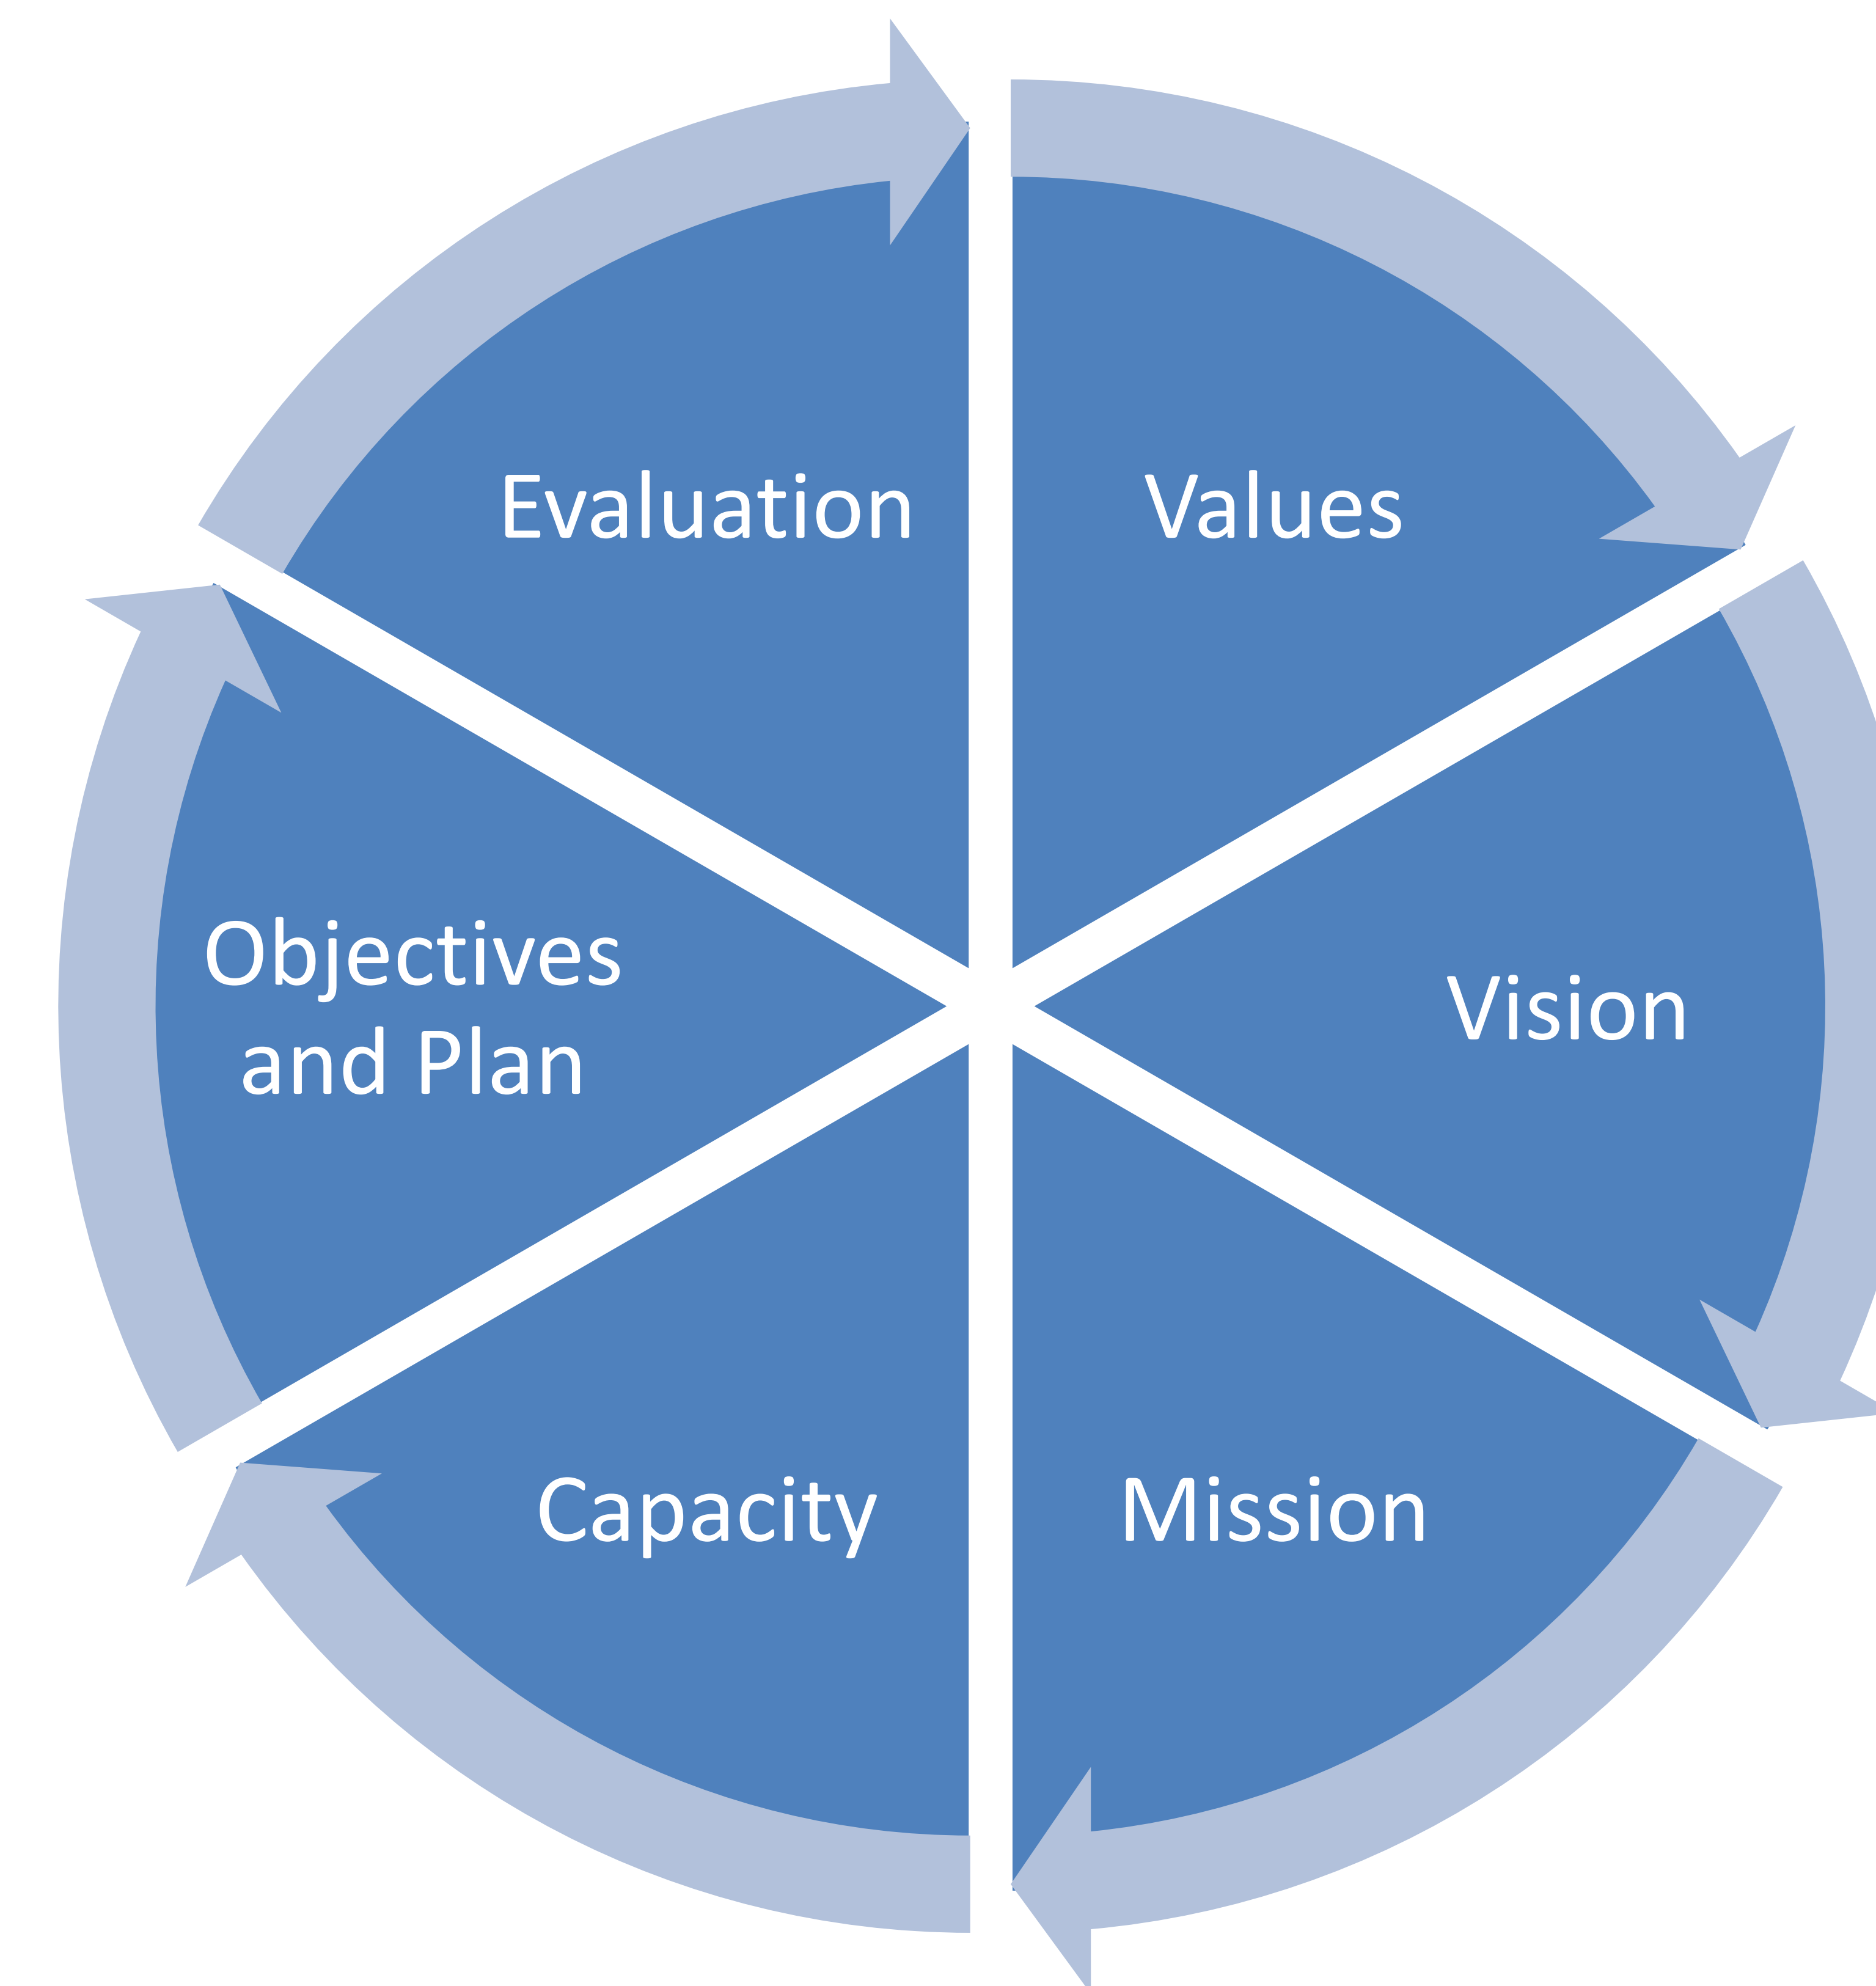 Evaluation
Values
Objectives
and Plan
Vision
Capacity
Mission